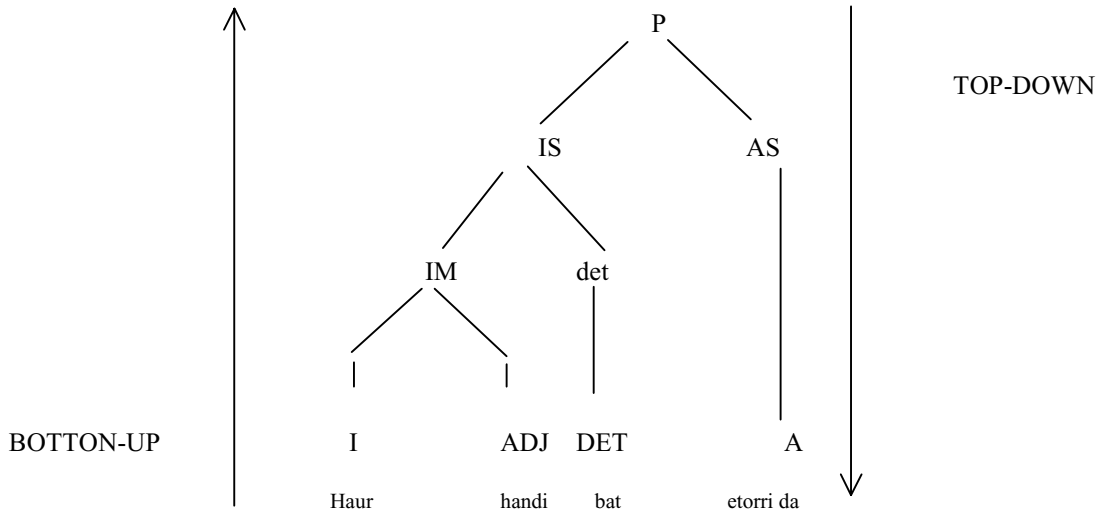 P
TOP-DOWN
IS AS
IM det
BOTTON-UP I ADJ DET A
Haur handi bat etorri da